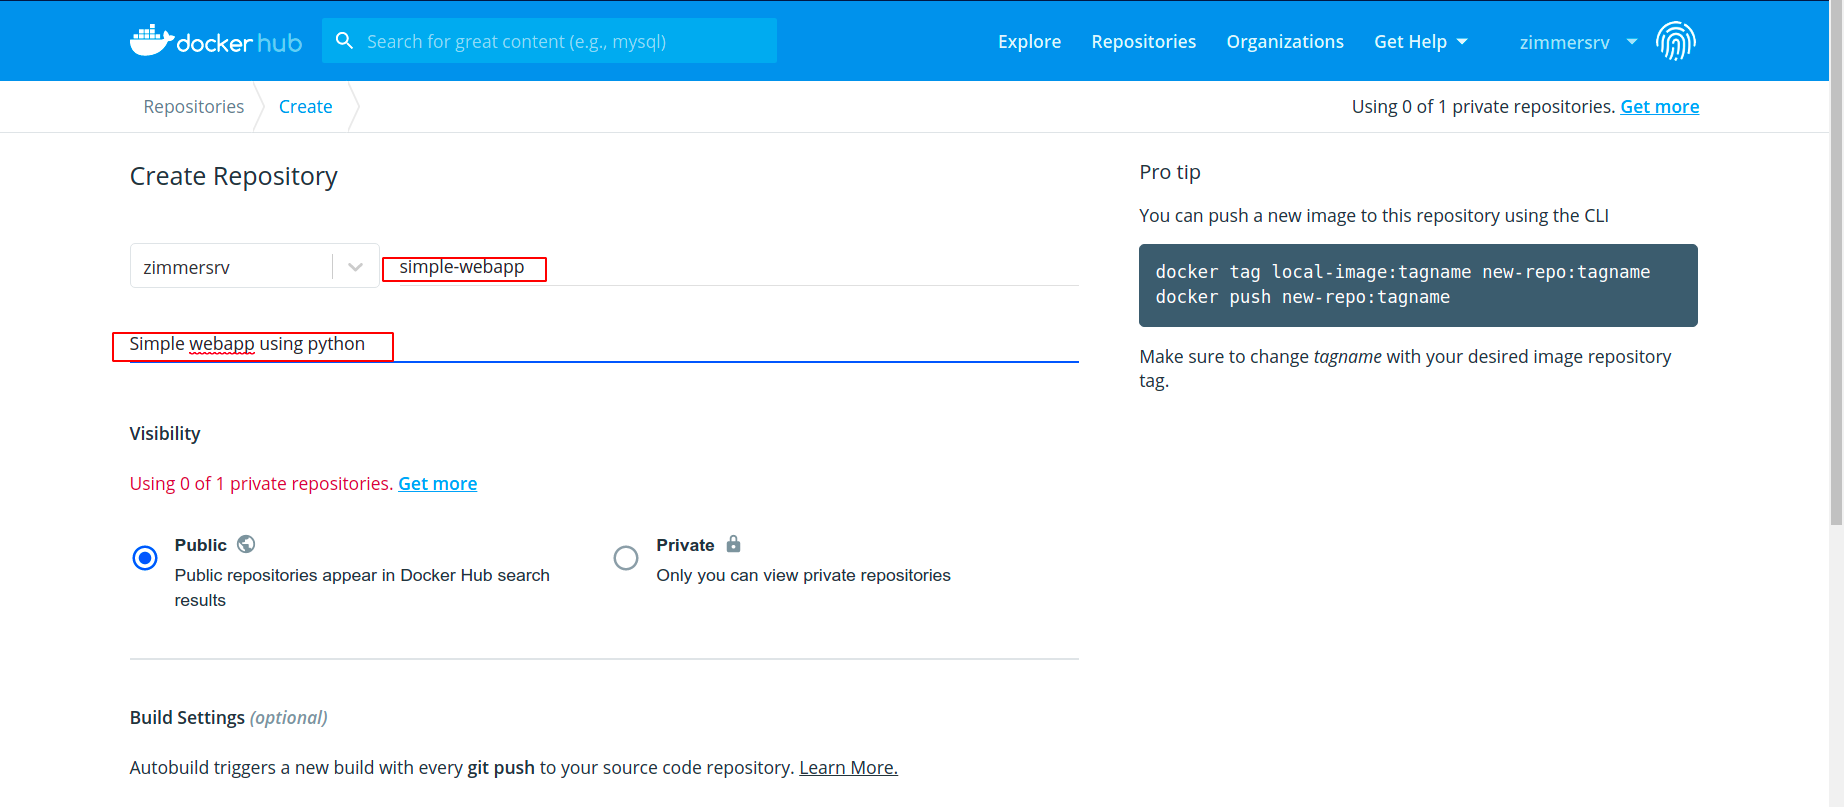 docker hub
Search for great content (e.g., mysql)
Explore
Repositories
Organizations
Get Help
zimmersrv
Repositories
Create
Using 0 of 1 private repositories. Get more
Create Repository
zimmersrv
simple-webapp
Simple webapp using python
Visibility
Using 0 of 1 private repositories. Get more
Public
Public repositories appear in Docker Hub search
results
Private
Only you can view private repositories
Build Settings (optional)
Autobuild triggers a new build with every git push to your source code repository. Learn More.
Pro tip
You can push a new image to this repository using the CLI
docker tag local-image:tagname new-repo:tagname
docker push new-repo:tagname
Make sure to change tagname with your desired image repository
tag.